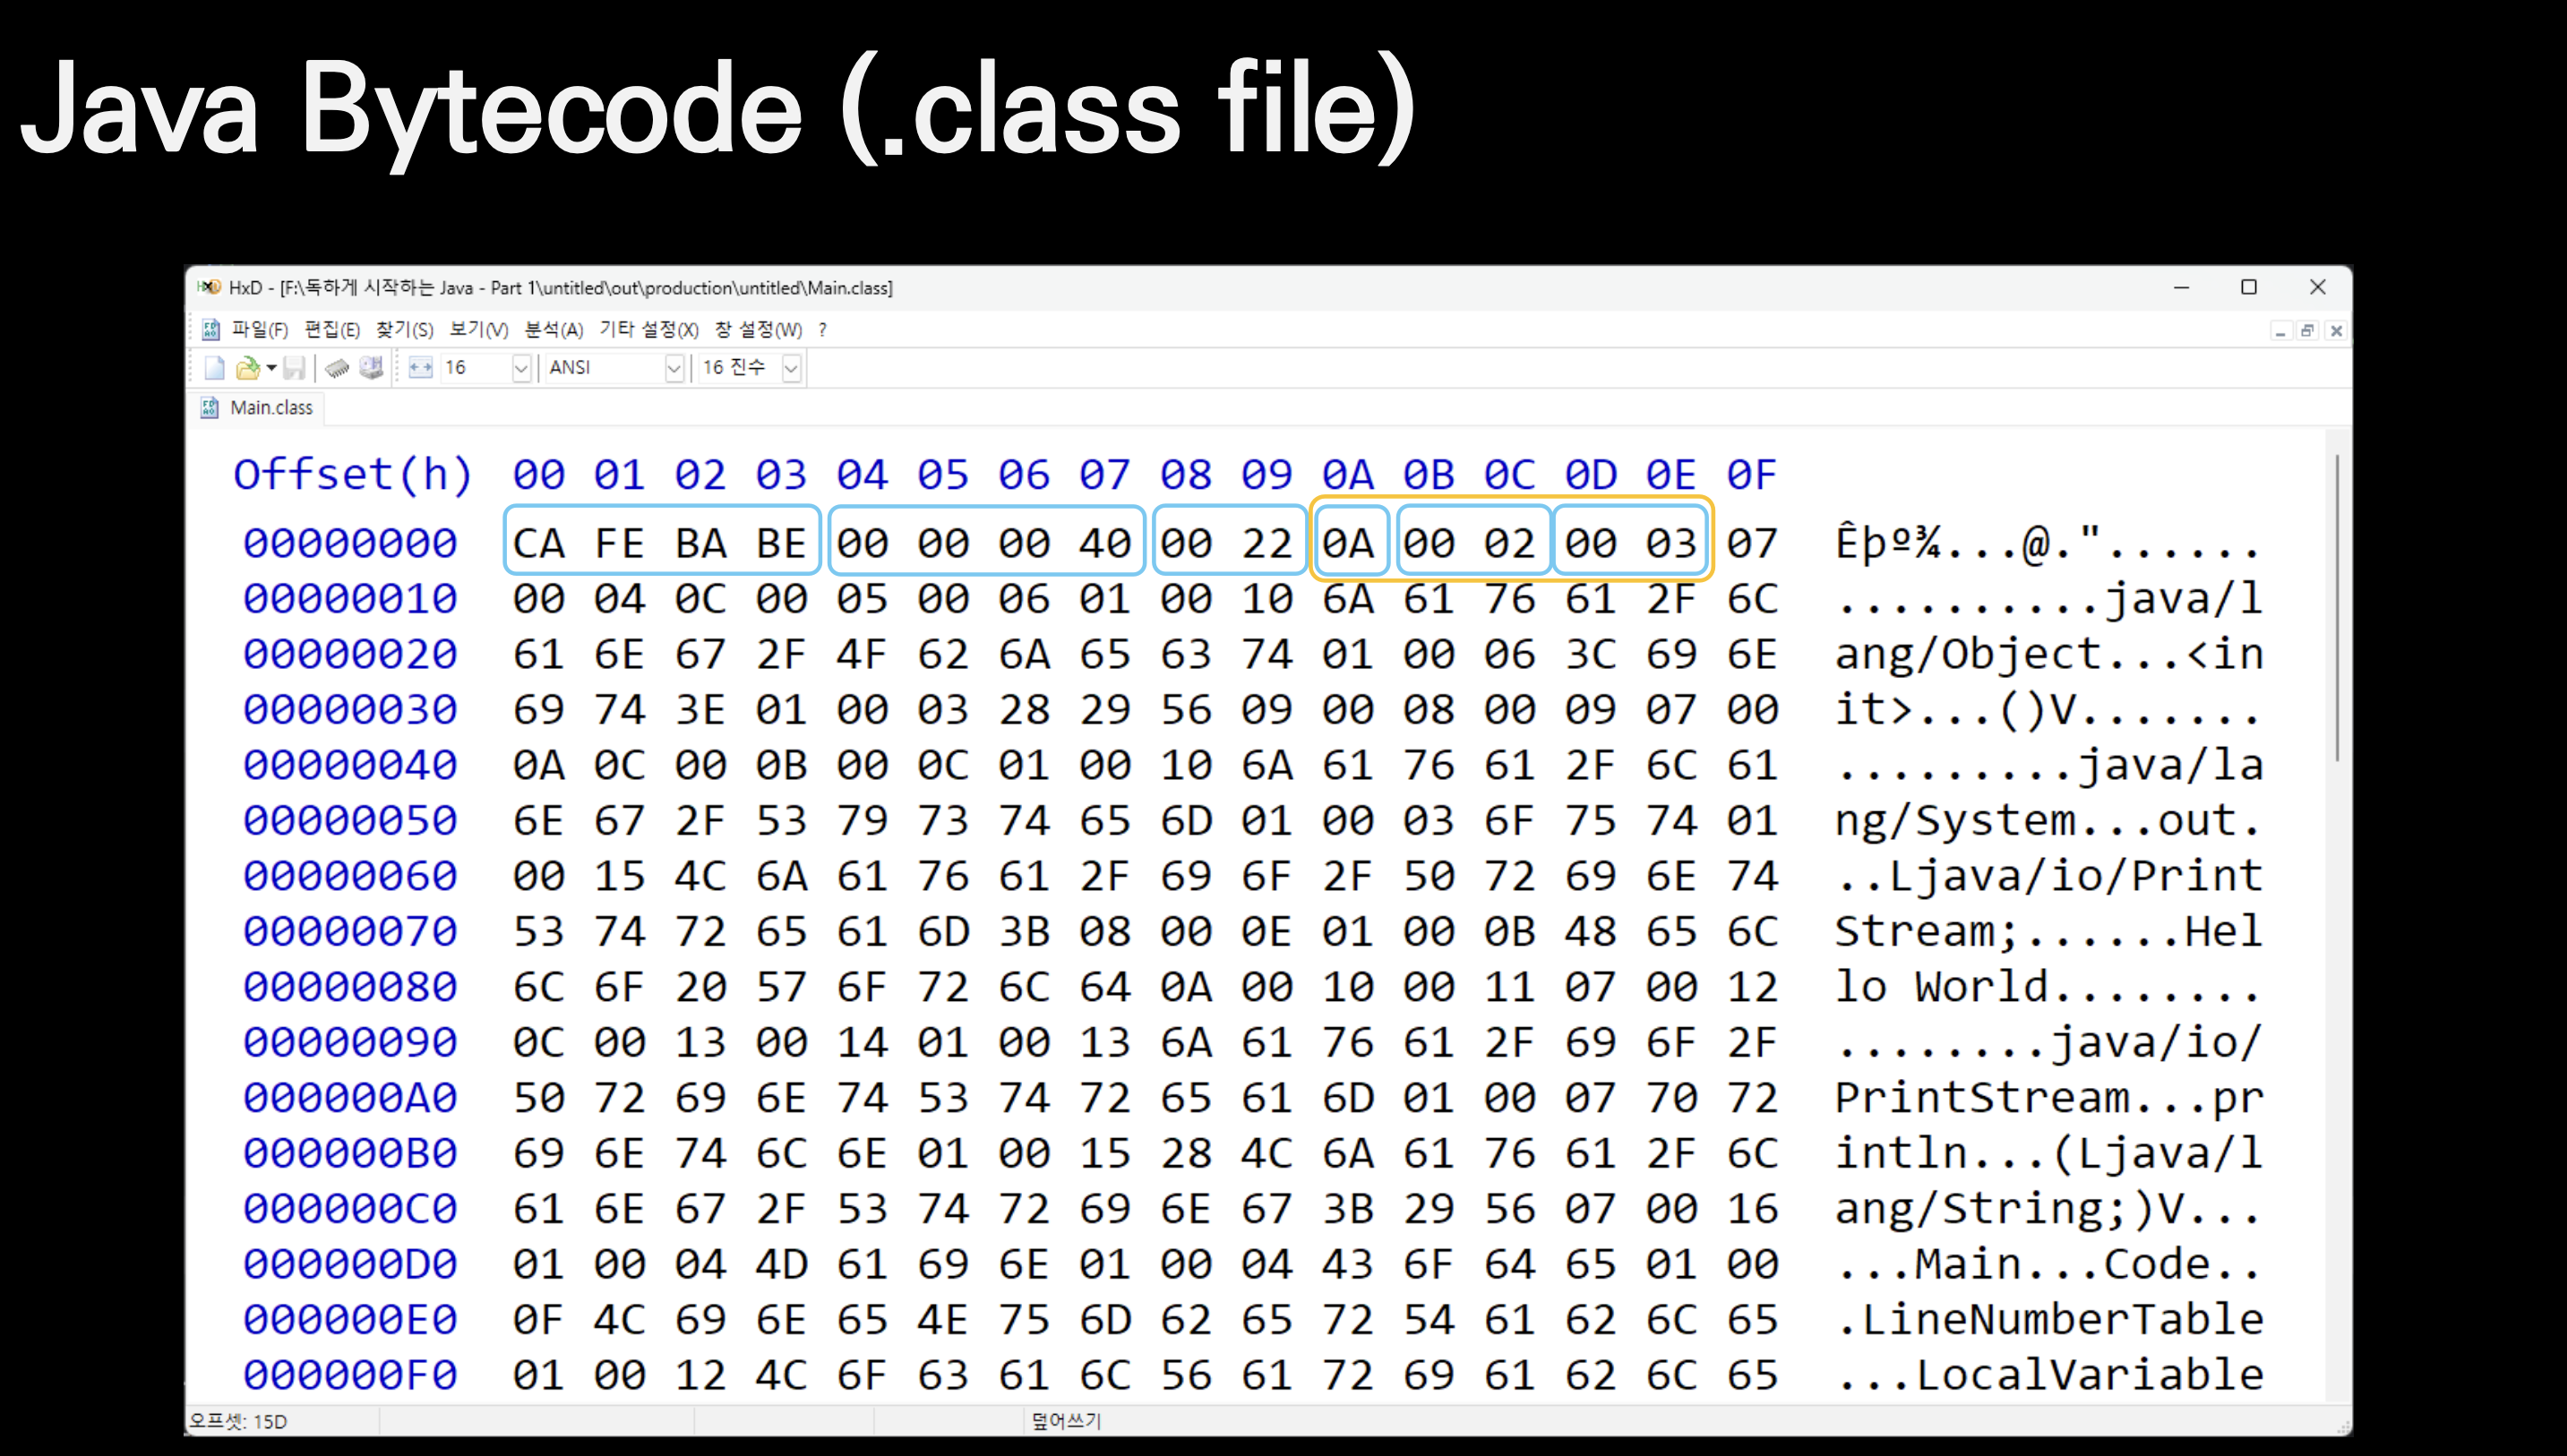 Java Bytecode (.class file)
HxD - [F:\독하게 시작하는 Java - Part 1\untitled\out\production\untitled\Main.class]
파일(F) 편집(E) 찾기(S) 보기(V) 분석(A) 기타 설정(X) 창 설정(W) ?
16 ANSI 16 진수
Main.class
Offset(h) 00 01 02 03 04 05 06 07 08 09 0A 0B 0C 0D 0E 0F
00000000 CA FE BA BE 00 00 00 40 00 22 0A 00 02 00 03 07 Êþº¾...@."......
00000010 00 04 0C 00 05 00 06 01 00 10 6A 61 76 61 2F 6C ..........java/l
00000020 61 6E 67 2F 4F 62 6A 65 63 74 01 00 06 3C 69 6E ang/Object...<in
00000030 69 74 3E 01 00 03 28 29 56 09 00 08 00 09 07 00 it>...()V.......
00000040 0A 0C 00 0B 00 0C 01 00 10 6A 61 76 61 2F 6C 61 .........java/la
00000050 6E 67 2F 53 79 73 74 65 6D 01 00 03 6F 75 74 01 ng/System...out.
00000060 00 15 4C 6A 61 76 61 2F 69 6F 2F 50 72 69 6E 74 ..Ljava/io/Print
00000070 53 74 72 65 61 6D 3B 08 00 0E 01 00 0B 48 65 6C Stream;......Hel
00000080 6C 6F 20 57 6F 72 6C 64 0A 00 10 00 11 07 00 12 lo World........
00000090 0C 00 13 00 14 01 00 13 6A 61 76 61 2F 69 6F 2F ........java/io/
000000A0 50 72 69 6E 74 53 74 72 65 61 6D 01 00 07 70 72 PrintStream...pr
000000B0 69 6E 74 6C 6E 01 00 15 28 4C 6A 61 76 61 2F 6C intln...(Ljava/l
000000C0 61 6E 67 2F 53 74 72 69 6E 67 3B 29 56 07 00 16 ang/String;)V...
000000D0 01 00 04 4D 61 69 6E 01 00 04 43 6F 64 65 01 00 ...Main...Code..
000000E0 0F 4C 69 6E 65 4E 75 6D 62 65 72 54 61 62 6C 65 .LineNumberTable
000000F0 01 00 12 4C 6F 63 61 6C 56 61 72 69 61 62 6C 65 ...LocalVariable
오프셋: 15D 덮어쓰기